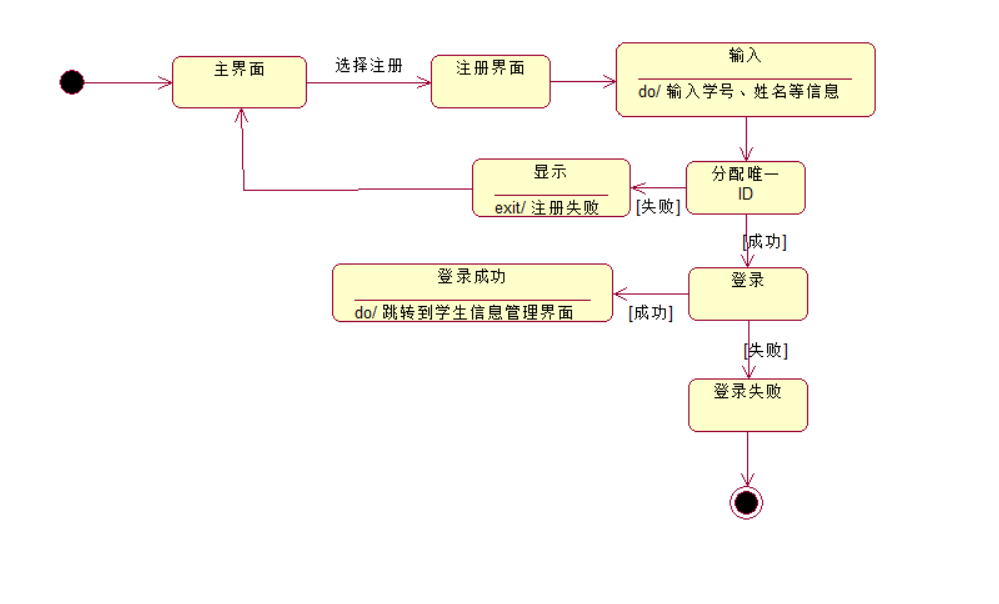 主界面
选择注册
注册界面
输入
do/ 输入学号、姓名等信息
显示
exit/ 注册失败
[失败]
分配唯一
ID
[成功]
登录成功
do/ 跳转到学生信息管理界面
[成功]
登录
[失败]
登录失败